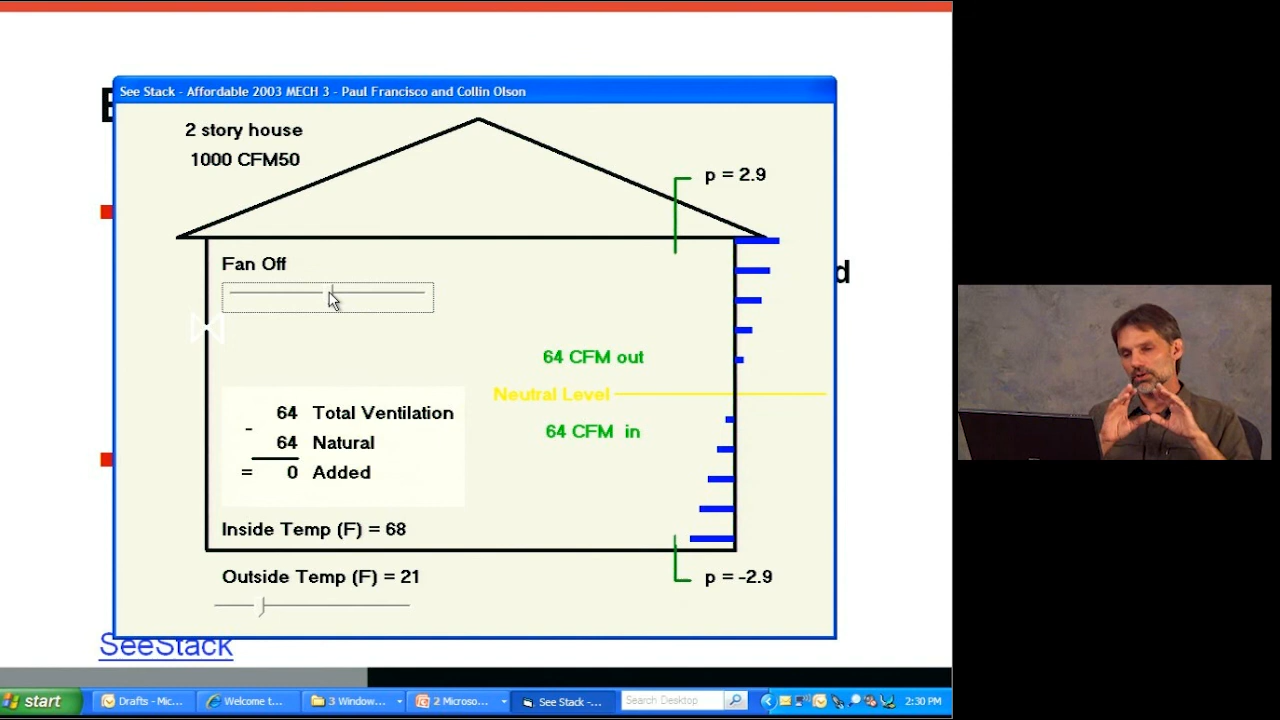 See Stack - Affordable 2003 MECH 3 - Paul Francisco and Collin Olson
2 story house
1000 CFM50
p = 2.9
Fan Off
d
64 CFM out
Neutral Level
64 CFM in
64 Total Ventilation
- 64 Natural
= 0 Added
Inside Temp (F) = 68
Outside Temp (F) = 21
p = -2.9
SeeStack
start
Drafts - Mic...
Welcome t...
3 Window...
2 Microso...
See Stack -...
Search Desktop
2:30 PM